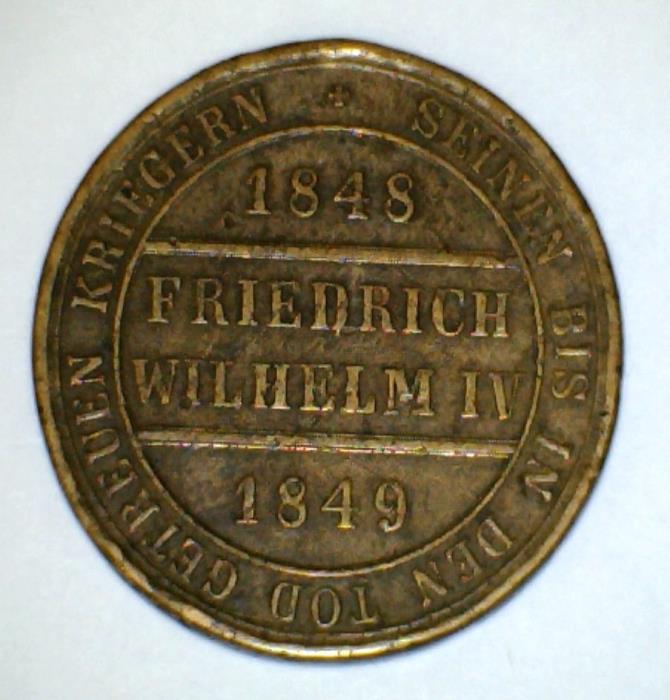 SEINEN BIS IN DEN TOD GETREUEN KRIEGERN
1848
FRIEDRICH
WILHELM IV
1849